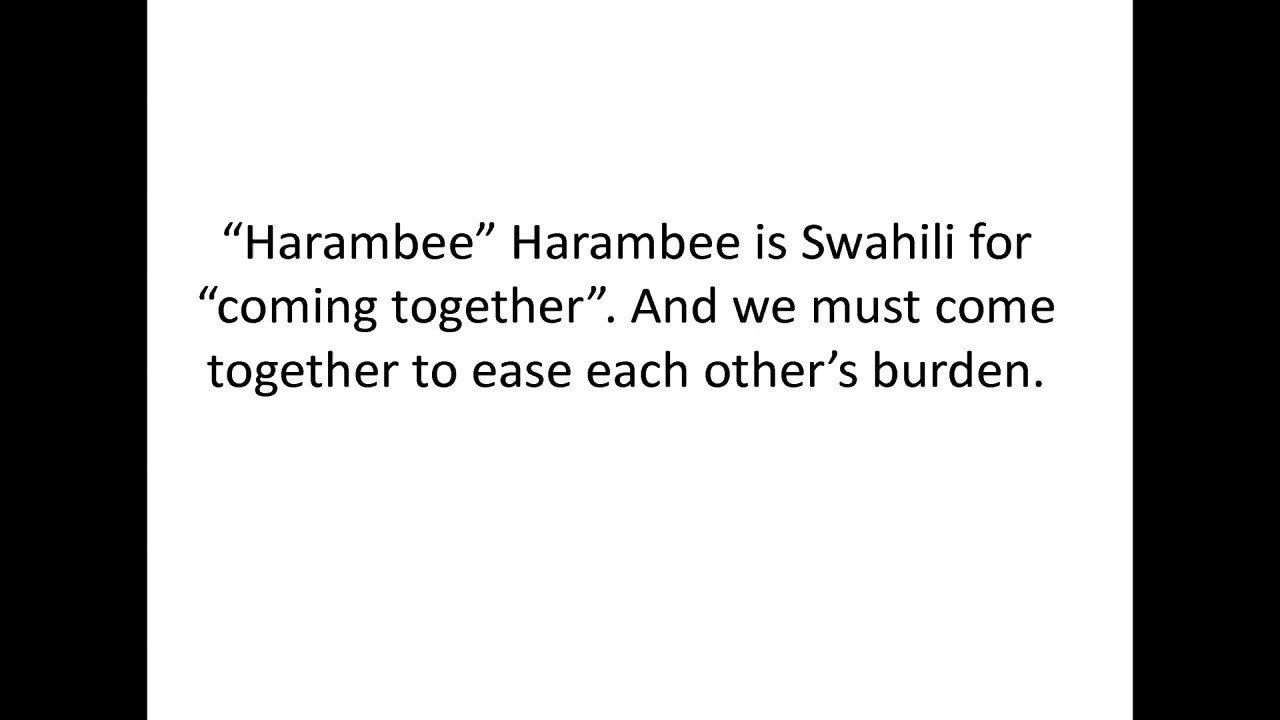 “Harambee” Harambee is Swahili for
“coming together”. And we must come
together to ease each other’s burden.